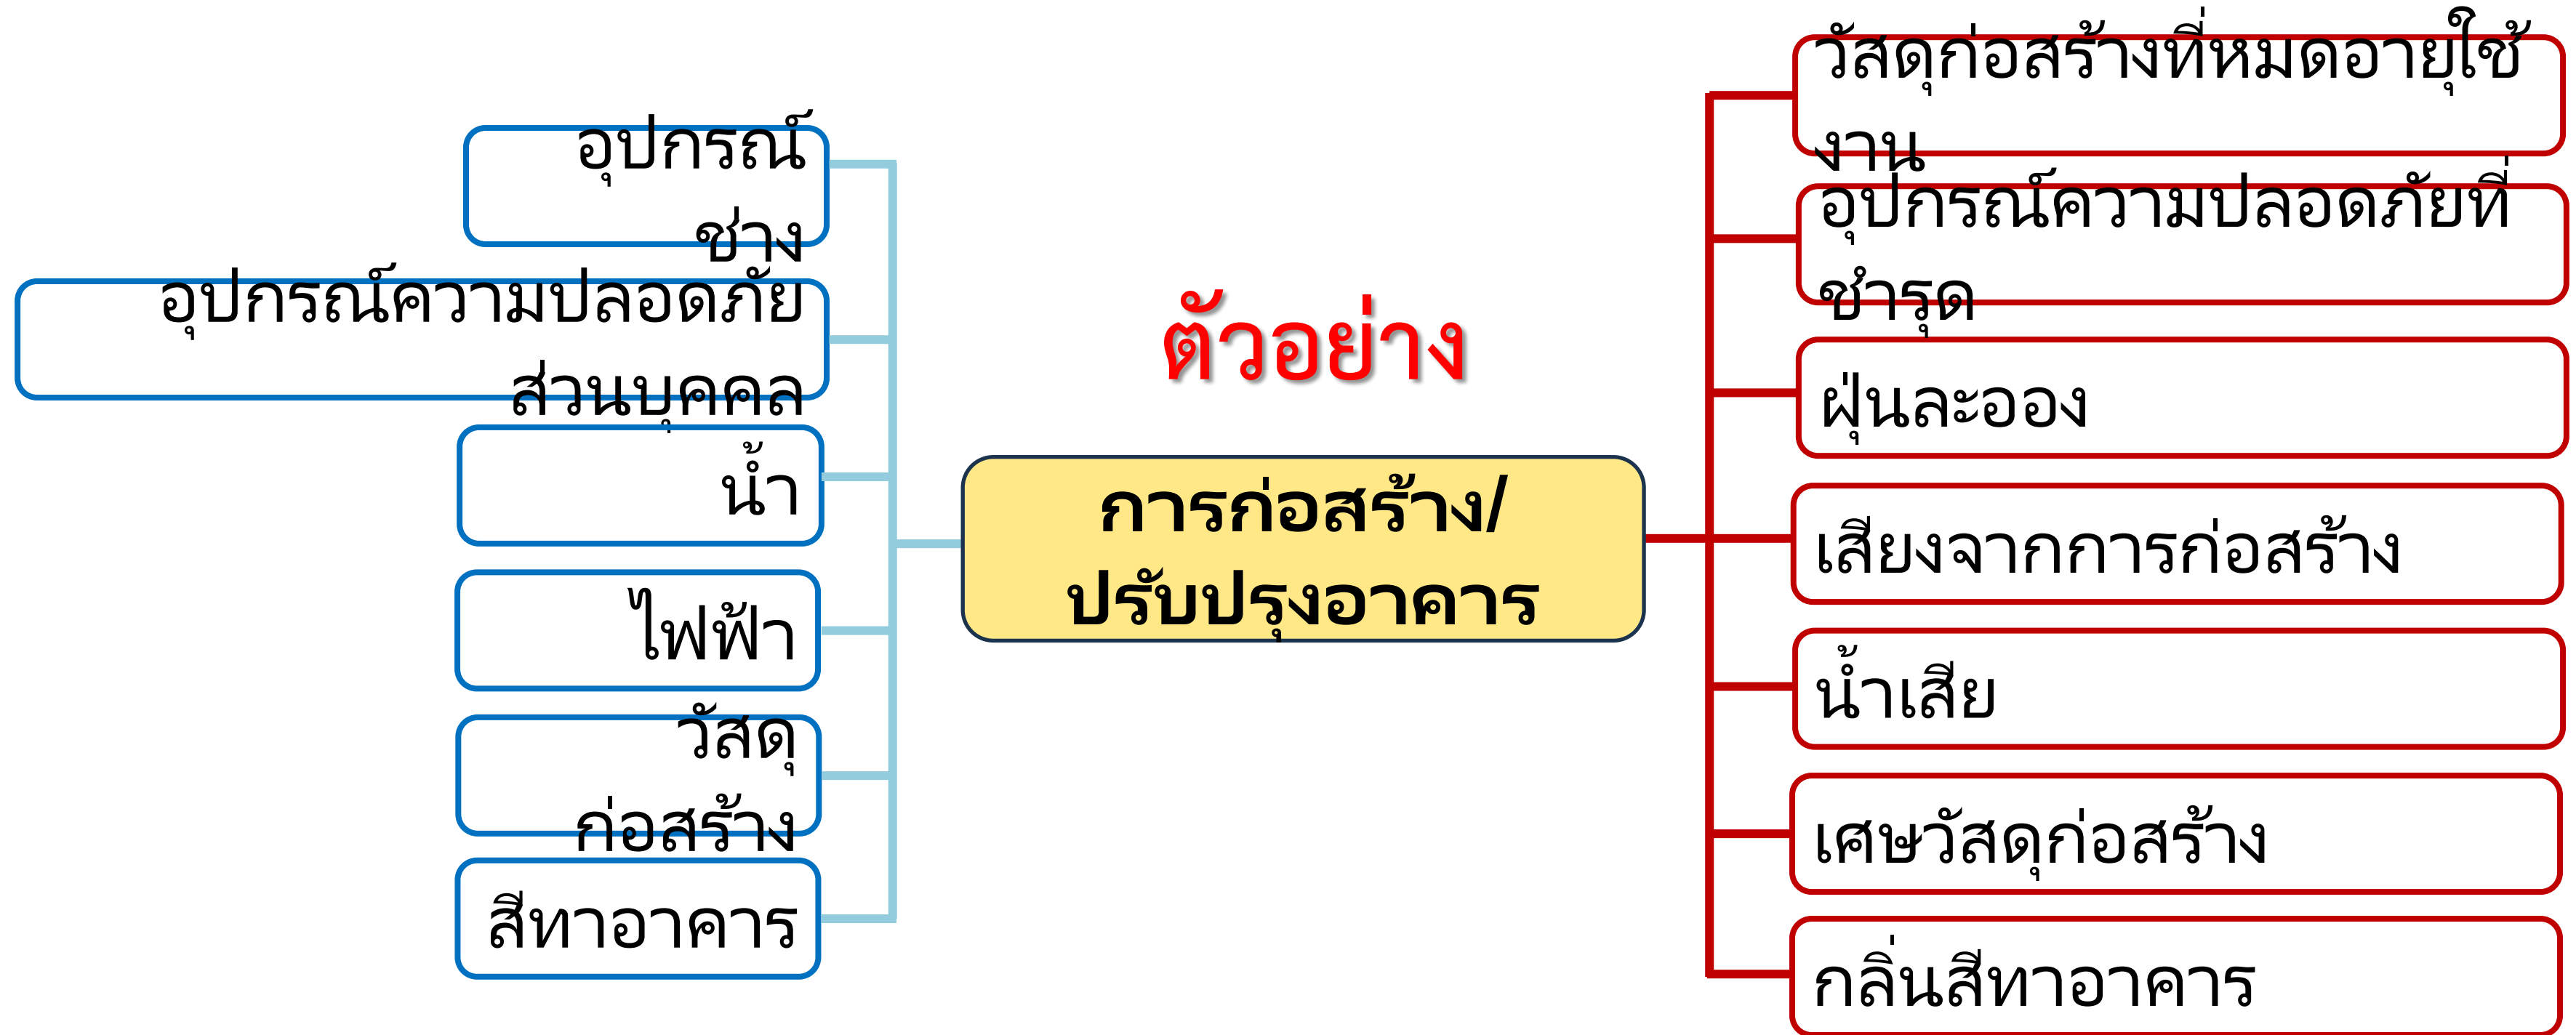 อุปกรณ์
ช่าง
อุปกรณ์ความปลอดภัย
ส่วนบุคคล
น้ำ
ไฟฟ้า
วัสดุ
ก่อสร้าง
สีทาอาคาร
ตัวอย่าง
การก่อสร้าง/
ปรับปรุงอาคาร
วัสดุก่อสร้างที่หมดอายุใช้
งาน
อุปกรณ์ความปลอดภัยที่
ชำรุด
ฝุ่นละออง
เสียงจากการก่อสร้าง
น้ำเสีย
เศษวัสดุก่อสร้าง
กลิ่นสีทาอาคาร